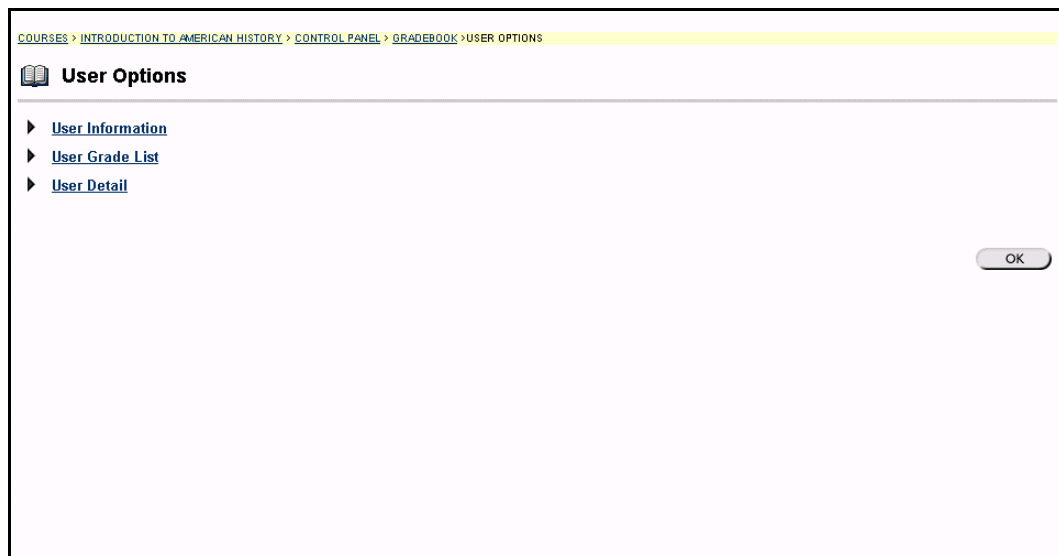 COURSES > INTRODUCTION TO AMERICAN HISTORY > CONTROL PANEL > GRADEBOOK >USER OPTIONS
User Options
User Information
User Grade List
User Detail
OK